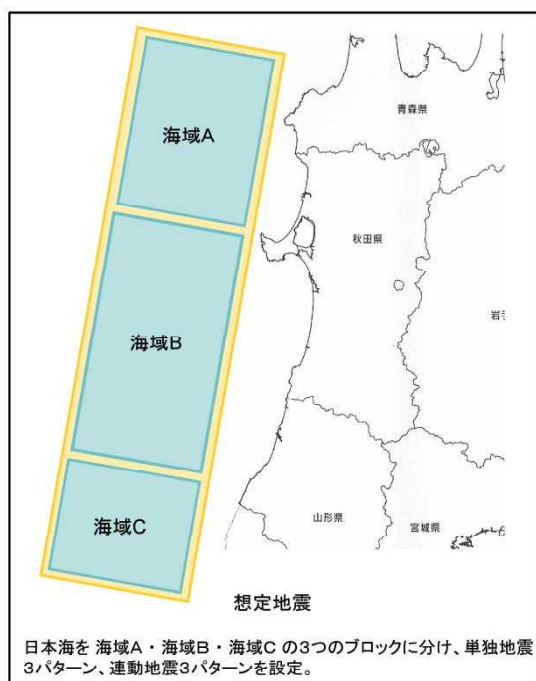 海域A
青森県
秋田県
岩手
海域B
海域C
山形県
宮城県
想定地震
日本海を 海域A・海域B・海域C の3つのブロックに分け、単独地震
3パターン、連動地震3パターンを設定。